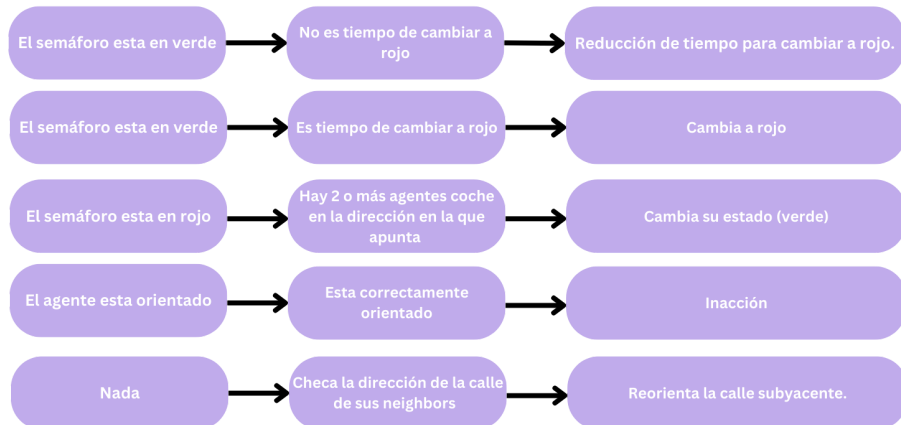 El semáforo esta en verde
No es tiempo de cambiar a
rojo
Reducción de tiempo para cambiar a rojo.
El semáforo esta en verde
Es tiempo de cambiar a rojo
Cambia a rojo
El semáforo esta en rojo
Hay 2 o más agentes coche
en la dirección en la que
apunta
Cambia su estado (verde)
El agente esta orientado
Esta correctamente
orientado
Inacción
Nada
Checa la dirección de la calle
de sus neighbors
Reorienta la calle subyacente.